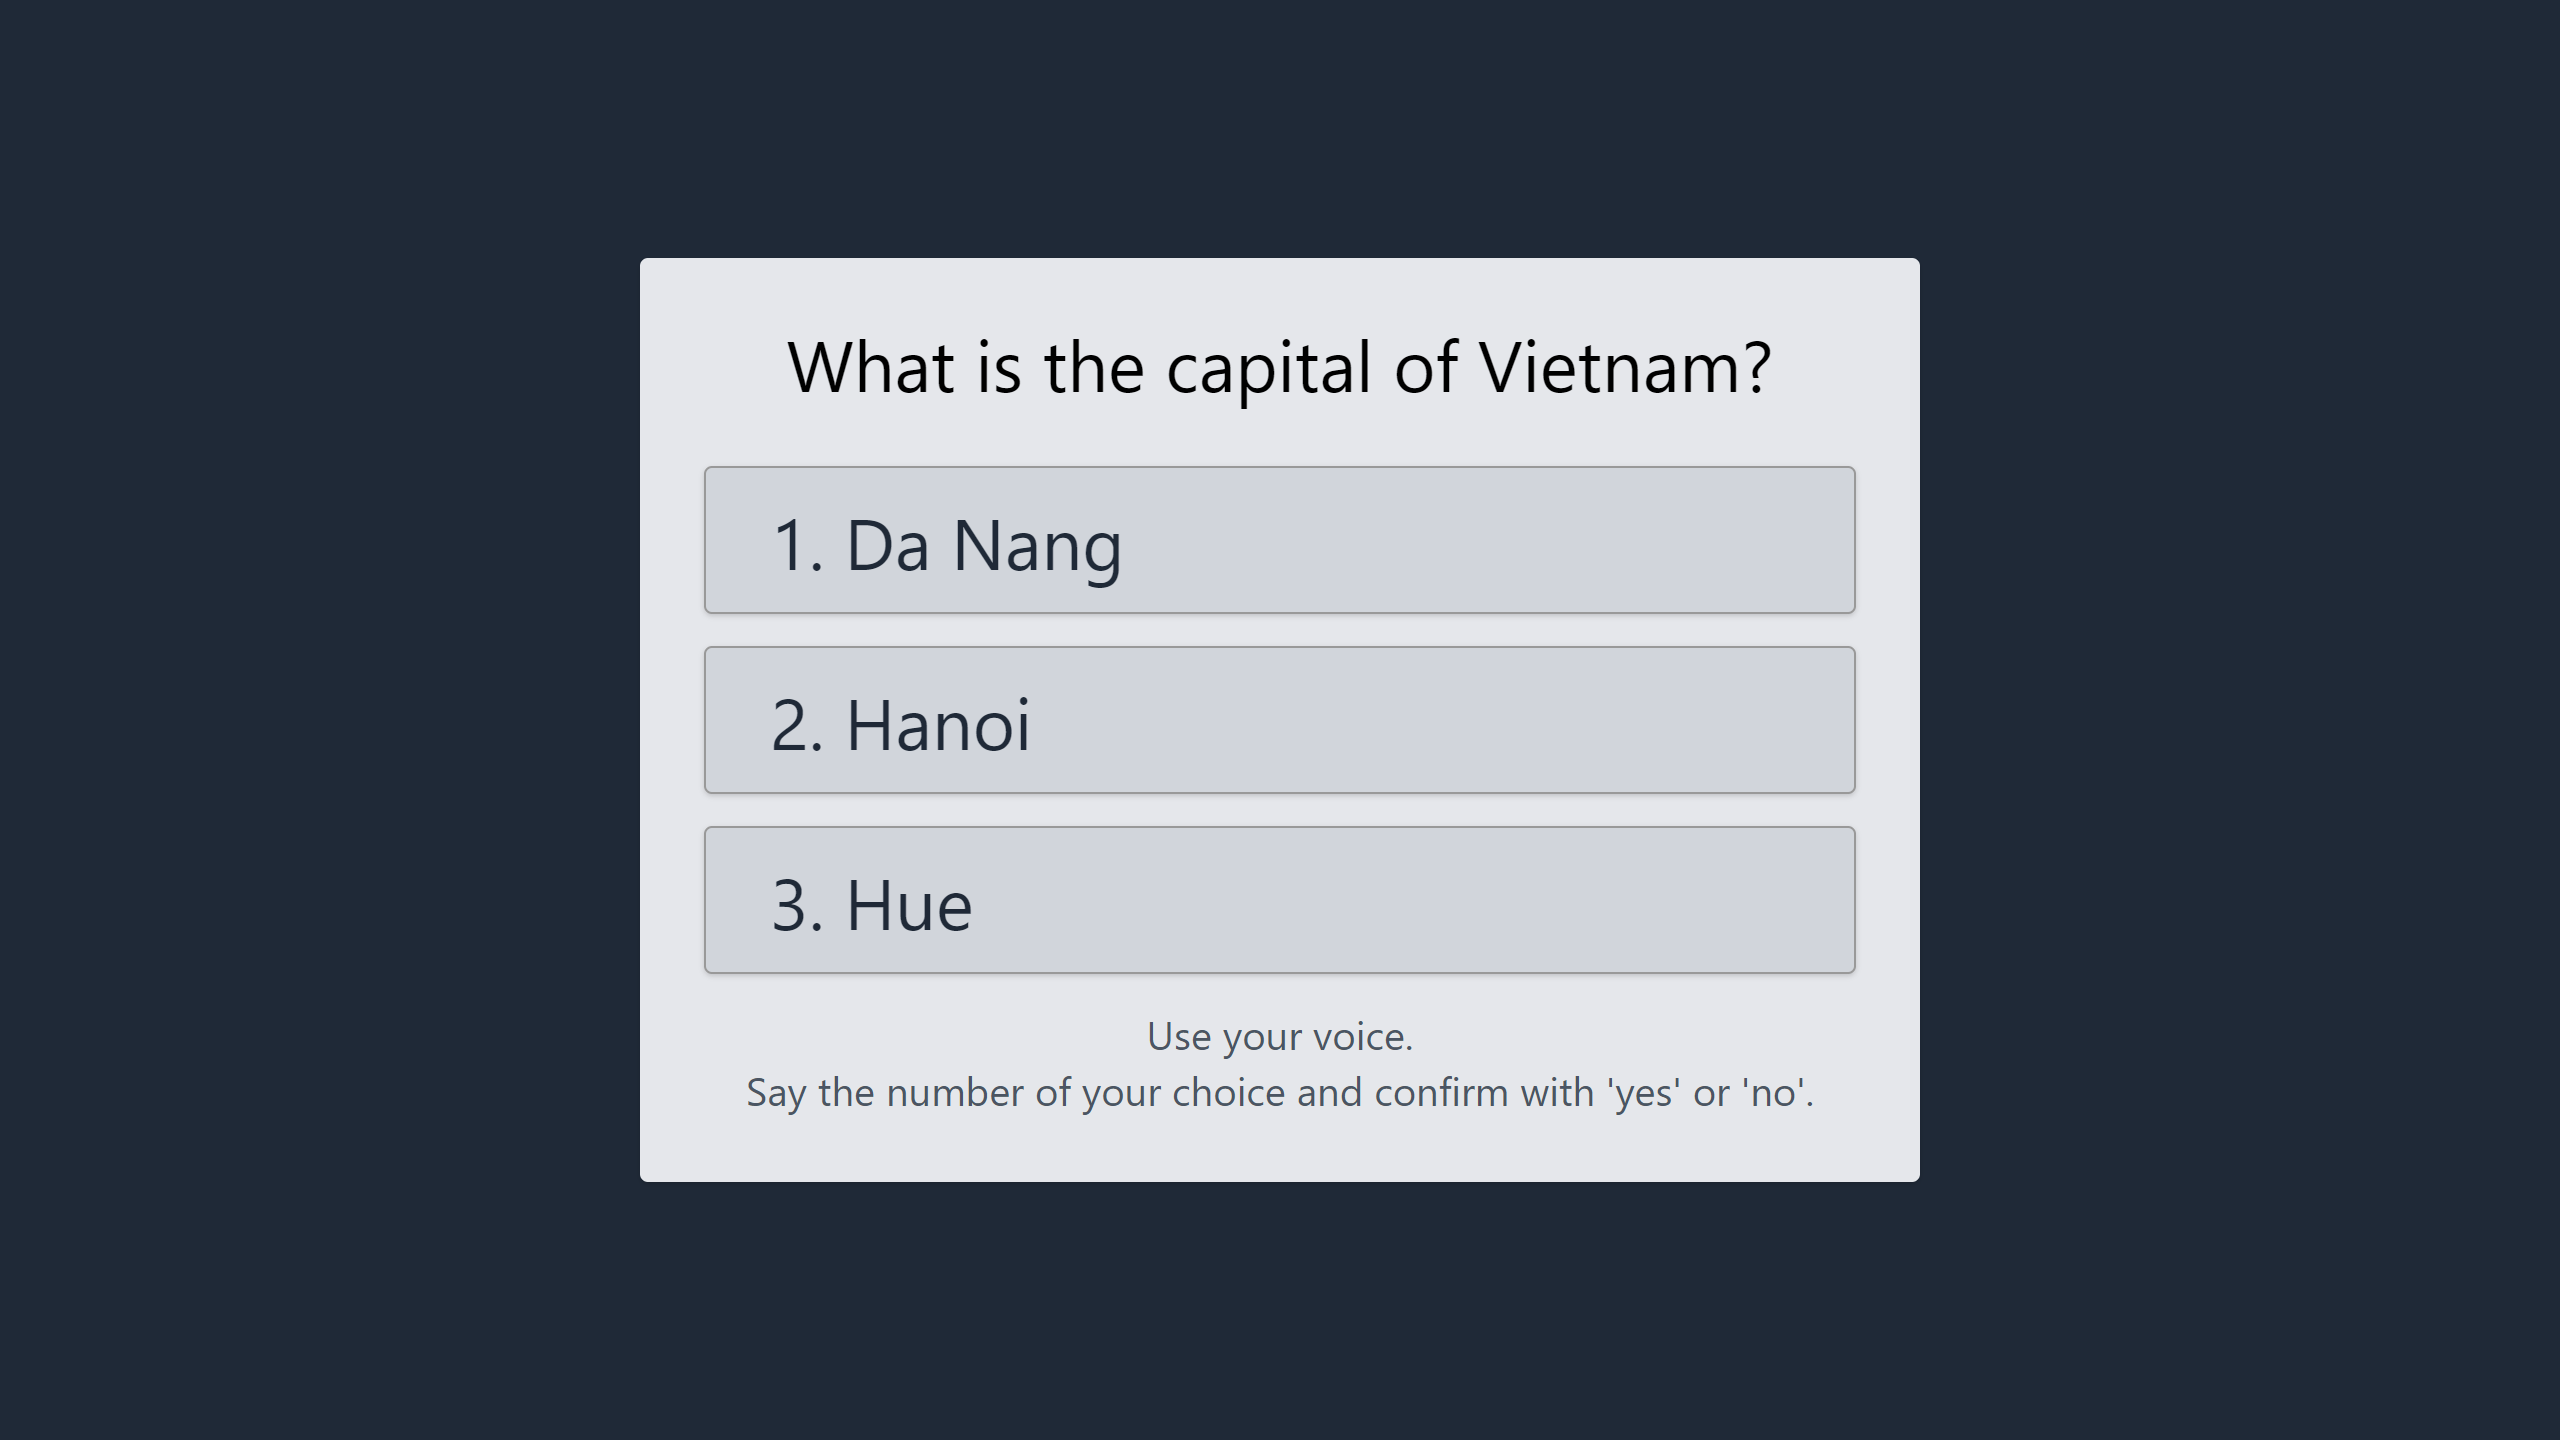 What is the capital of Vietnam?
1. Da Nang
2. Hanoi
3. Hue
Use your voice.
Say the number of your choice and confirm with 'yes' or 'no'.